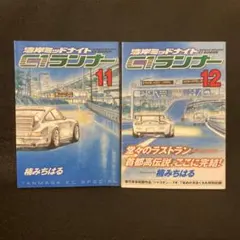 湾岸ミッドナイト
C1ランナー
11
楠みちはる
YANMAGA KC SPECIAL
湾岸ミッドナイト
C1ランナー
12
堂々のラストラン
首都高伝説、ここに完結!
楠みちはる